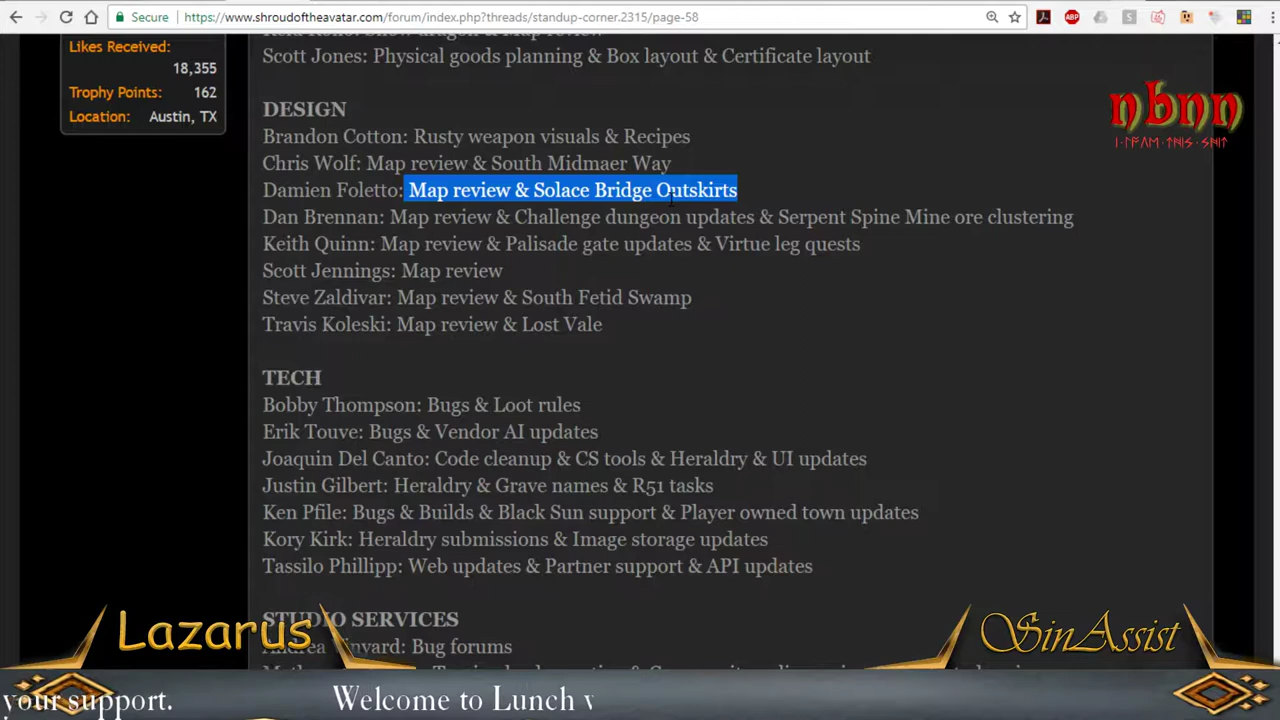 Secure https://www.shroudoftheavatar.com/forum/index.php?threads/standup-corner.2315/page-58
ABP
S
Likes Received:
18,355
Trophy Points: 162
Location: Austin, TX
Scott Jones: Physical goods planning & Box layout & Certificate layout
DESIGN
Brandon Cotton: Rusty weapon visuals & Recipes
Chris Wolf: Map review & South Midmaer Way
Damien Foletto: Map review & Solace Bridge Outskirts
Dan Brennan: Map review & Challenge dungeon updates & Serpent Spine Mine ore clustering
Keith Quinn: Map review & Palisade gate updates & Virtue leg quests
Scott Jennings: Map review
Steve Zaldivar: Map review & South Fetid Swamp
Travis Koleski: Map review & Lost Vale
TECH
Bobby Thompson: Bugs & Loot rules
Erik Touve: Bugs & Vendor AI updates
Joaquin Del Canto: Code cleanup & CS tools & Heraldry & UI updates
Justin Gilbert: Heraldry & Grave names & R51 tasks
Ken Pfile: Bugs & Builds & Black Sun support & Player owned town updates
Kory Kirk: Heraldry submissions & Image storage updates
Tassilo Phillipp: Web updates & Partner support & API updates
STUDIO SERVICES
Andrea Vinyard: Bug forums
nbnn
Lazarus
SinAssist
your support. Welcome to Lunch